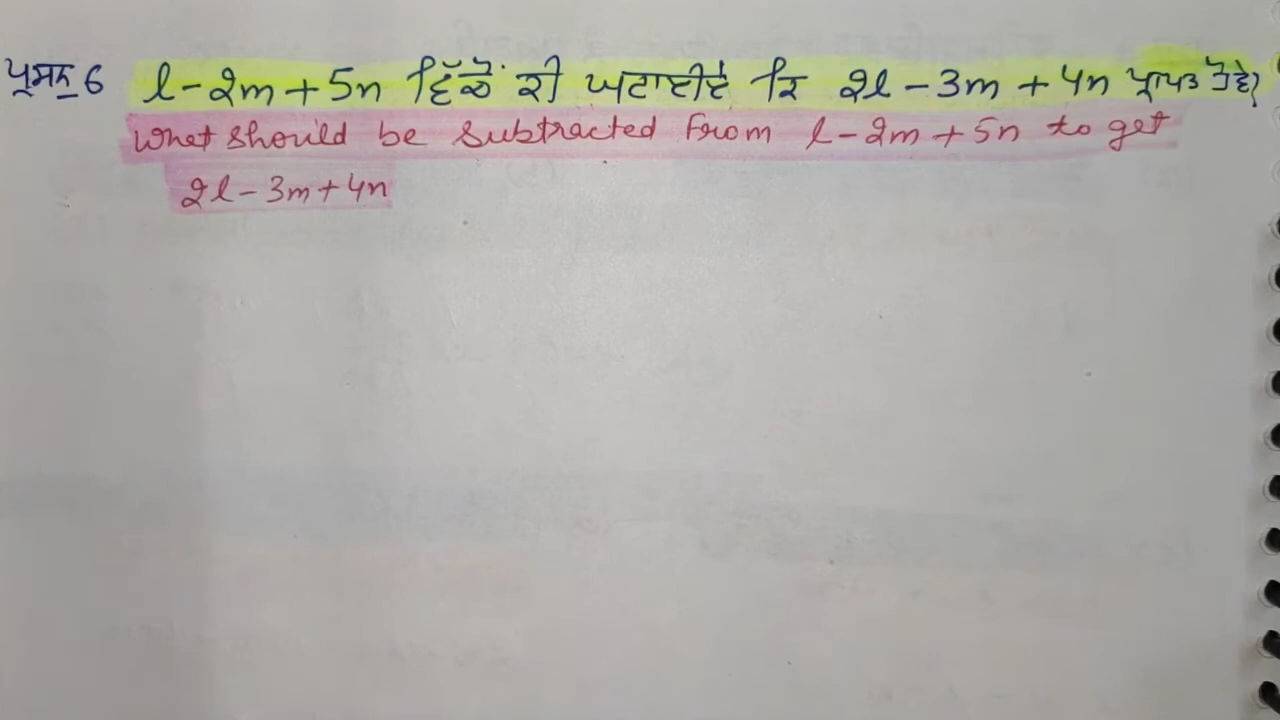 ਪ੍ਰਸਨ 6 l - 2m + 5n ਵਿੱਚੋਂ ਕੀ ਘਟਾਈਏ ਕਿ 2l - 3m + 4n ਪ੍ਰਾਪਤ ਹੋਵੇ?
What should be subtracted from l - 2m + 5n to get
2l - 3m + 4n